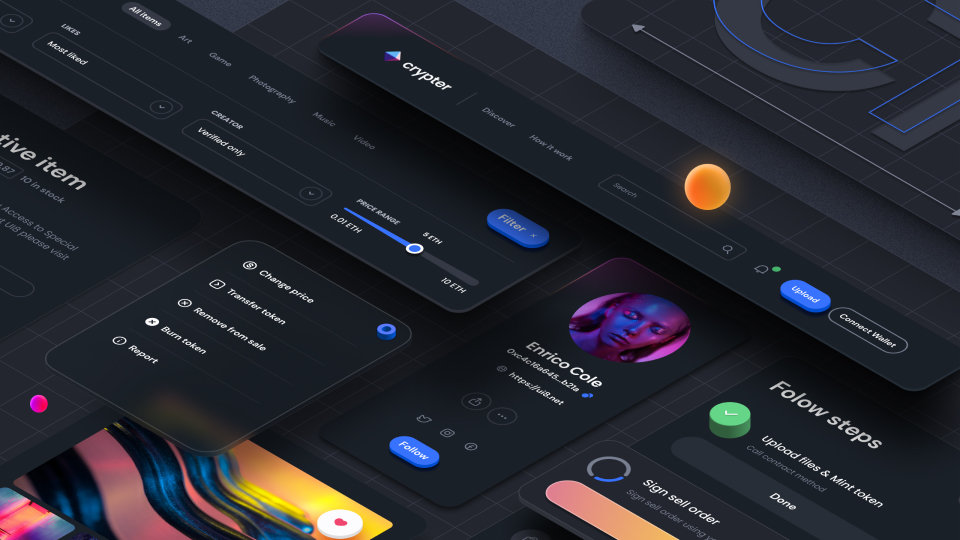 All items
Art
Game
Photography
Music
Video
LIKES
Most liked
CREATOR
Verified only
PRICE RANGE
0.01 ETH
5 ETH
10 ETH
Filter
crypter
Discover
How it work
Search
Upload
Connect Wallet
tive item
10 in stock
Access to Special
UI8 please visit
Change price
Transfer token
Remove from sale
Burn token
Report
Enrico Cole
https://ui8.net
Follow
Folow steps
Upload files & Mint token
Call contract method
Done
Sign sell order
Sign sell order using